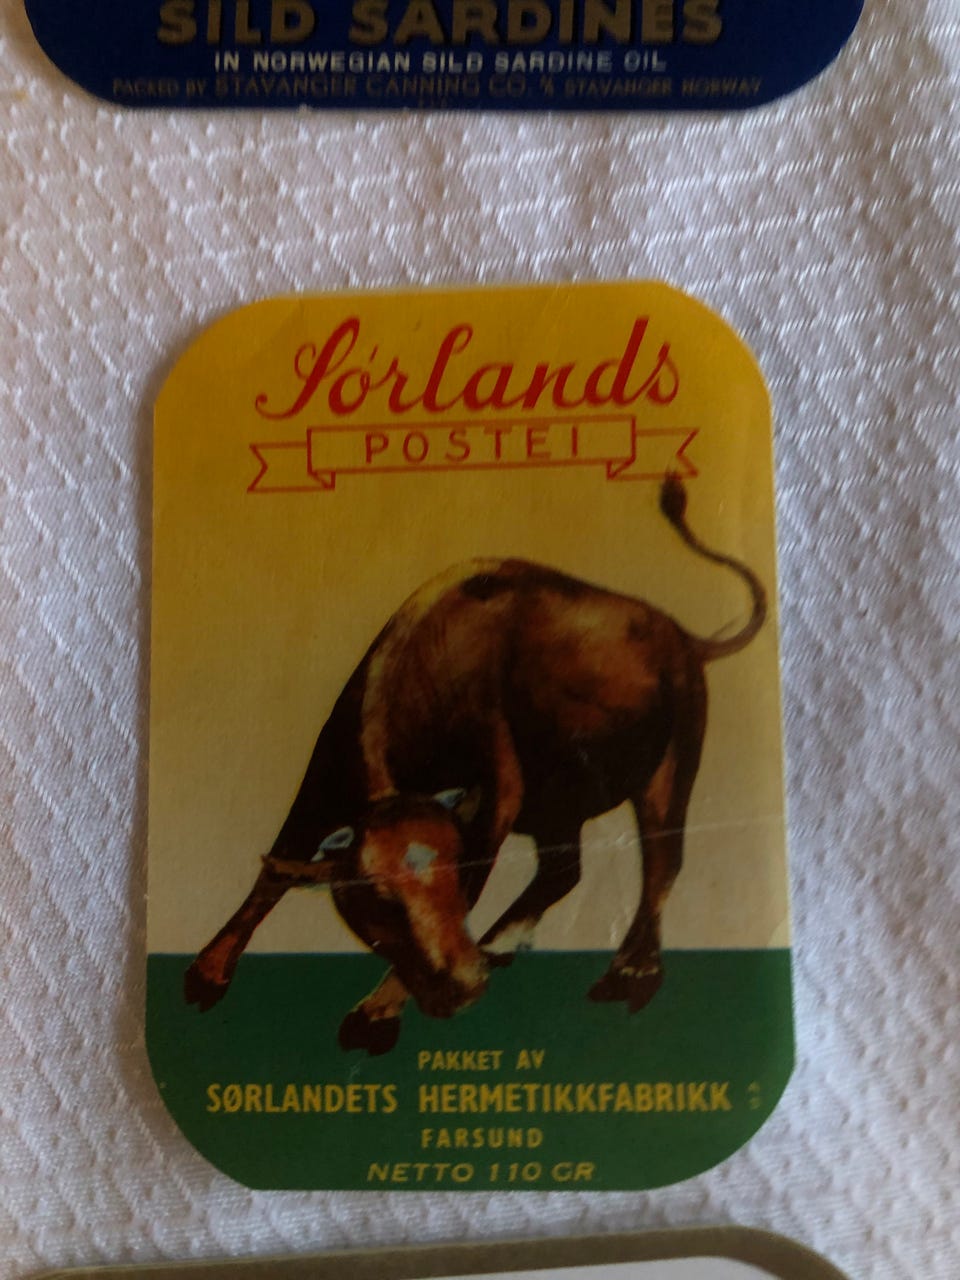 SILD SARDINES
IN NORWEGIAN SILD SARDINE OIL
PACKED BY STAVANGER CANNING CO. A/S STAVANGER NORWAY
Sørlands
POSTEI
PAKKET AV
SØRLANDETS HERMETIKKFABRIKK
FARSUND
NETTO 110 GR